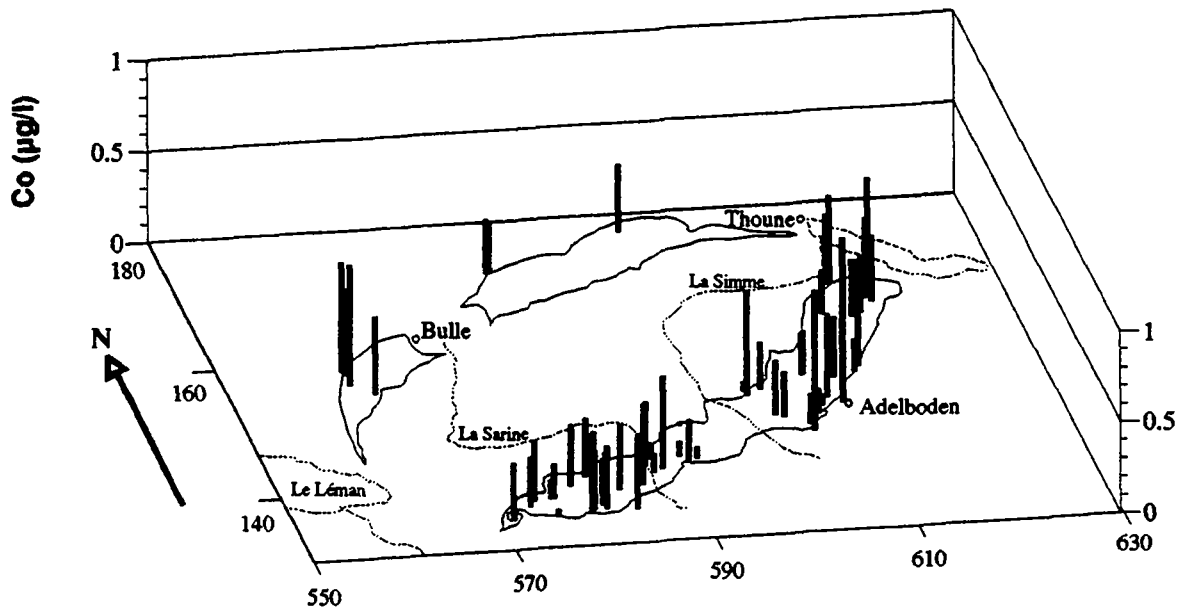 Co (µg/l)
1
0.5
0
180
160
140
550
570
590
610
630
1
0.5
0
N
Thoune
La Simme
Bulle
La Sarine
Adelboden
Le Léman